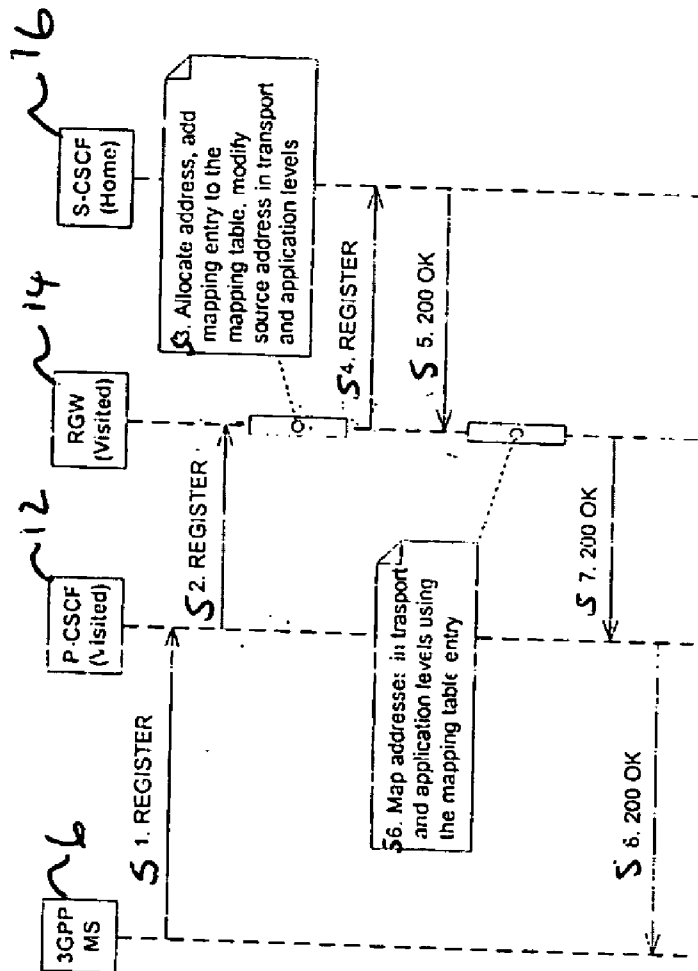 3GPP
MS
~6
P-CSCF
(Visited)
~12
RGW
(Visited)
~14
S-CSCF
(Home)
~16
S 1. REGISTER
S 2. REGISTER
S3. Allocate address, add
mapping entry to the
mapping table, modify
source address in transport
and application levels
S 4. REGISTER
S 5. 200 OK
S6. Map addresses in trasport
and application levels using
the mapping table entry
S 7. 200 OK
S 8. 200 OK